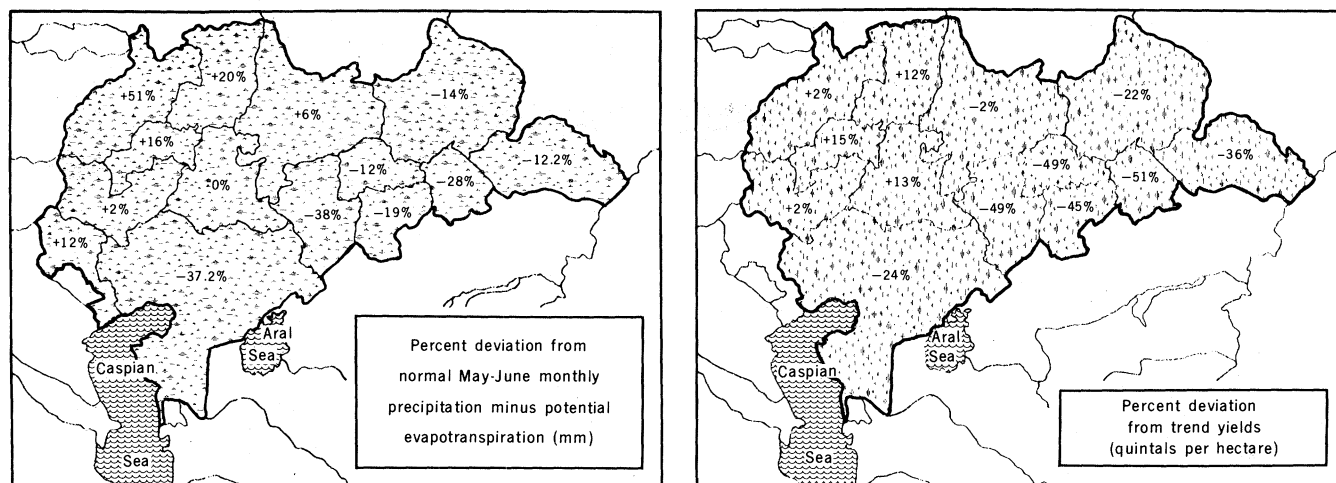 +20%
+51%
-14%
+6%
+16%
-12.2%
-12%
-0%
-28%
+2%
-38%
-19%
+12%
-37.2%
Aral
Sea
Caspian
Sea
Percent deviation from
normal May-June monthly
precipitation minus potential
evapotranspiration (mm)
+12%
+2%
-22%
-2%
+15%
-36%
-49%
-51%
+13%
+2%
-49%
-45%
-24%
Aral
Sea
Caspian
Sea
Percent deviation
from trend yields
(quintals per hectare)